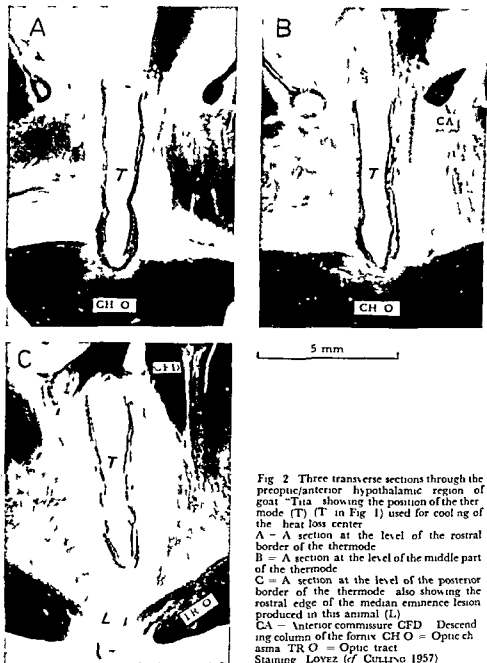 A
B
CA
T
T
CH O
CH O
5 mm
C
CFD
T
L
TR O
Fig 2 Three transverse sections through the
preoptic/anterior hypothalamic region of
goat "Tita showing the position of the ther
mode (T) (T in Fig 1) used for cooling of
the heat loss center
A - A section at the level of the rostral
border of the thermode
B = A section at the level of the middle part
of the thermode
C = A section at the level of the posterior
border of the thermode also showing the
rostral edge of the median eminence lesion
produced in this animal (L)
CA - Anterior commissure CFD Descend
ing column of the fornix CH O = Optic ch
asma TR O = Optic tract
Staining LOYEZ (cf CULLING 1957)